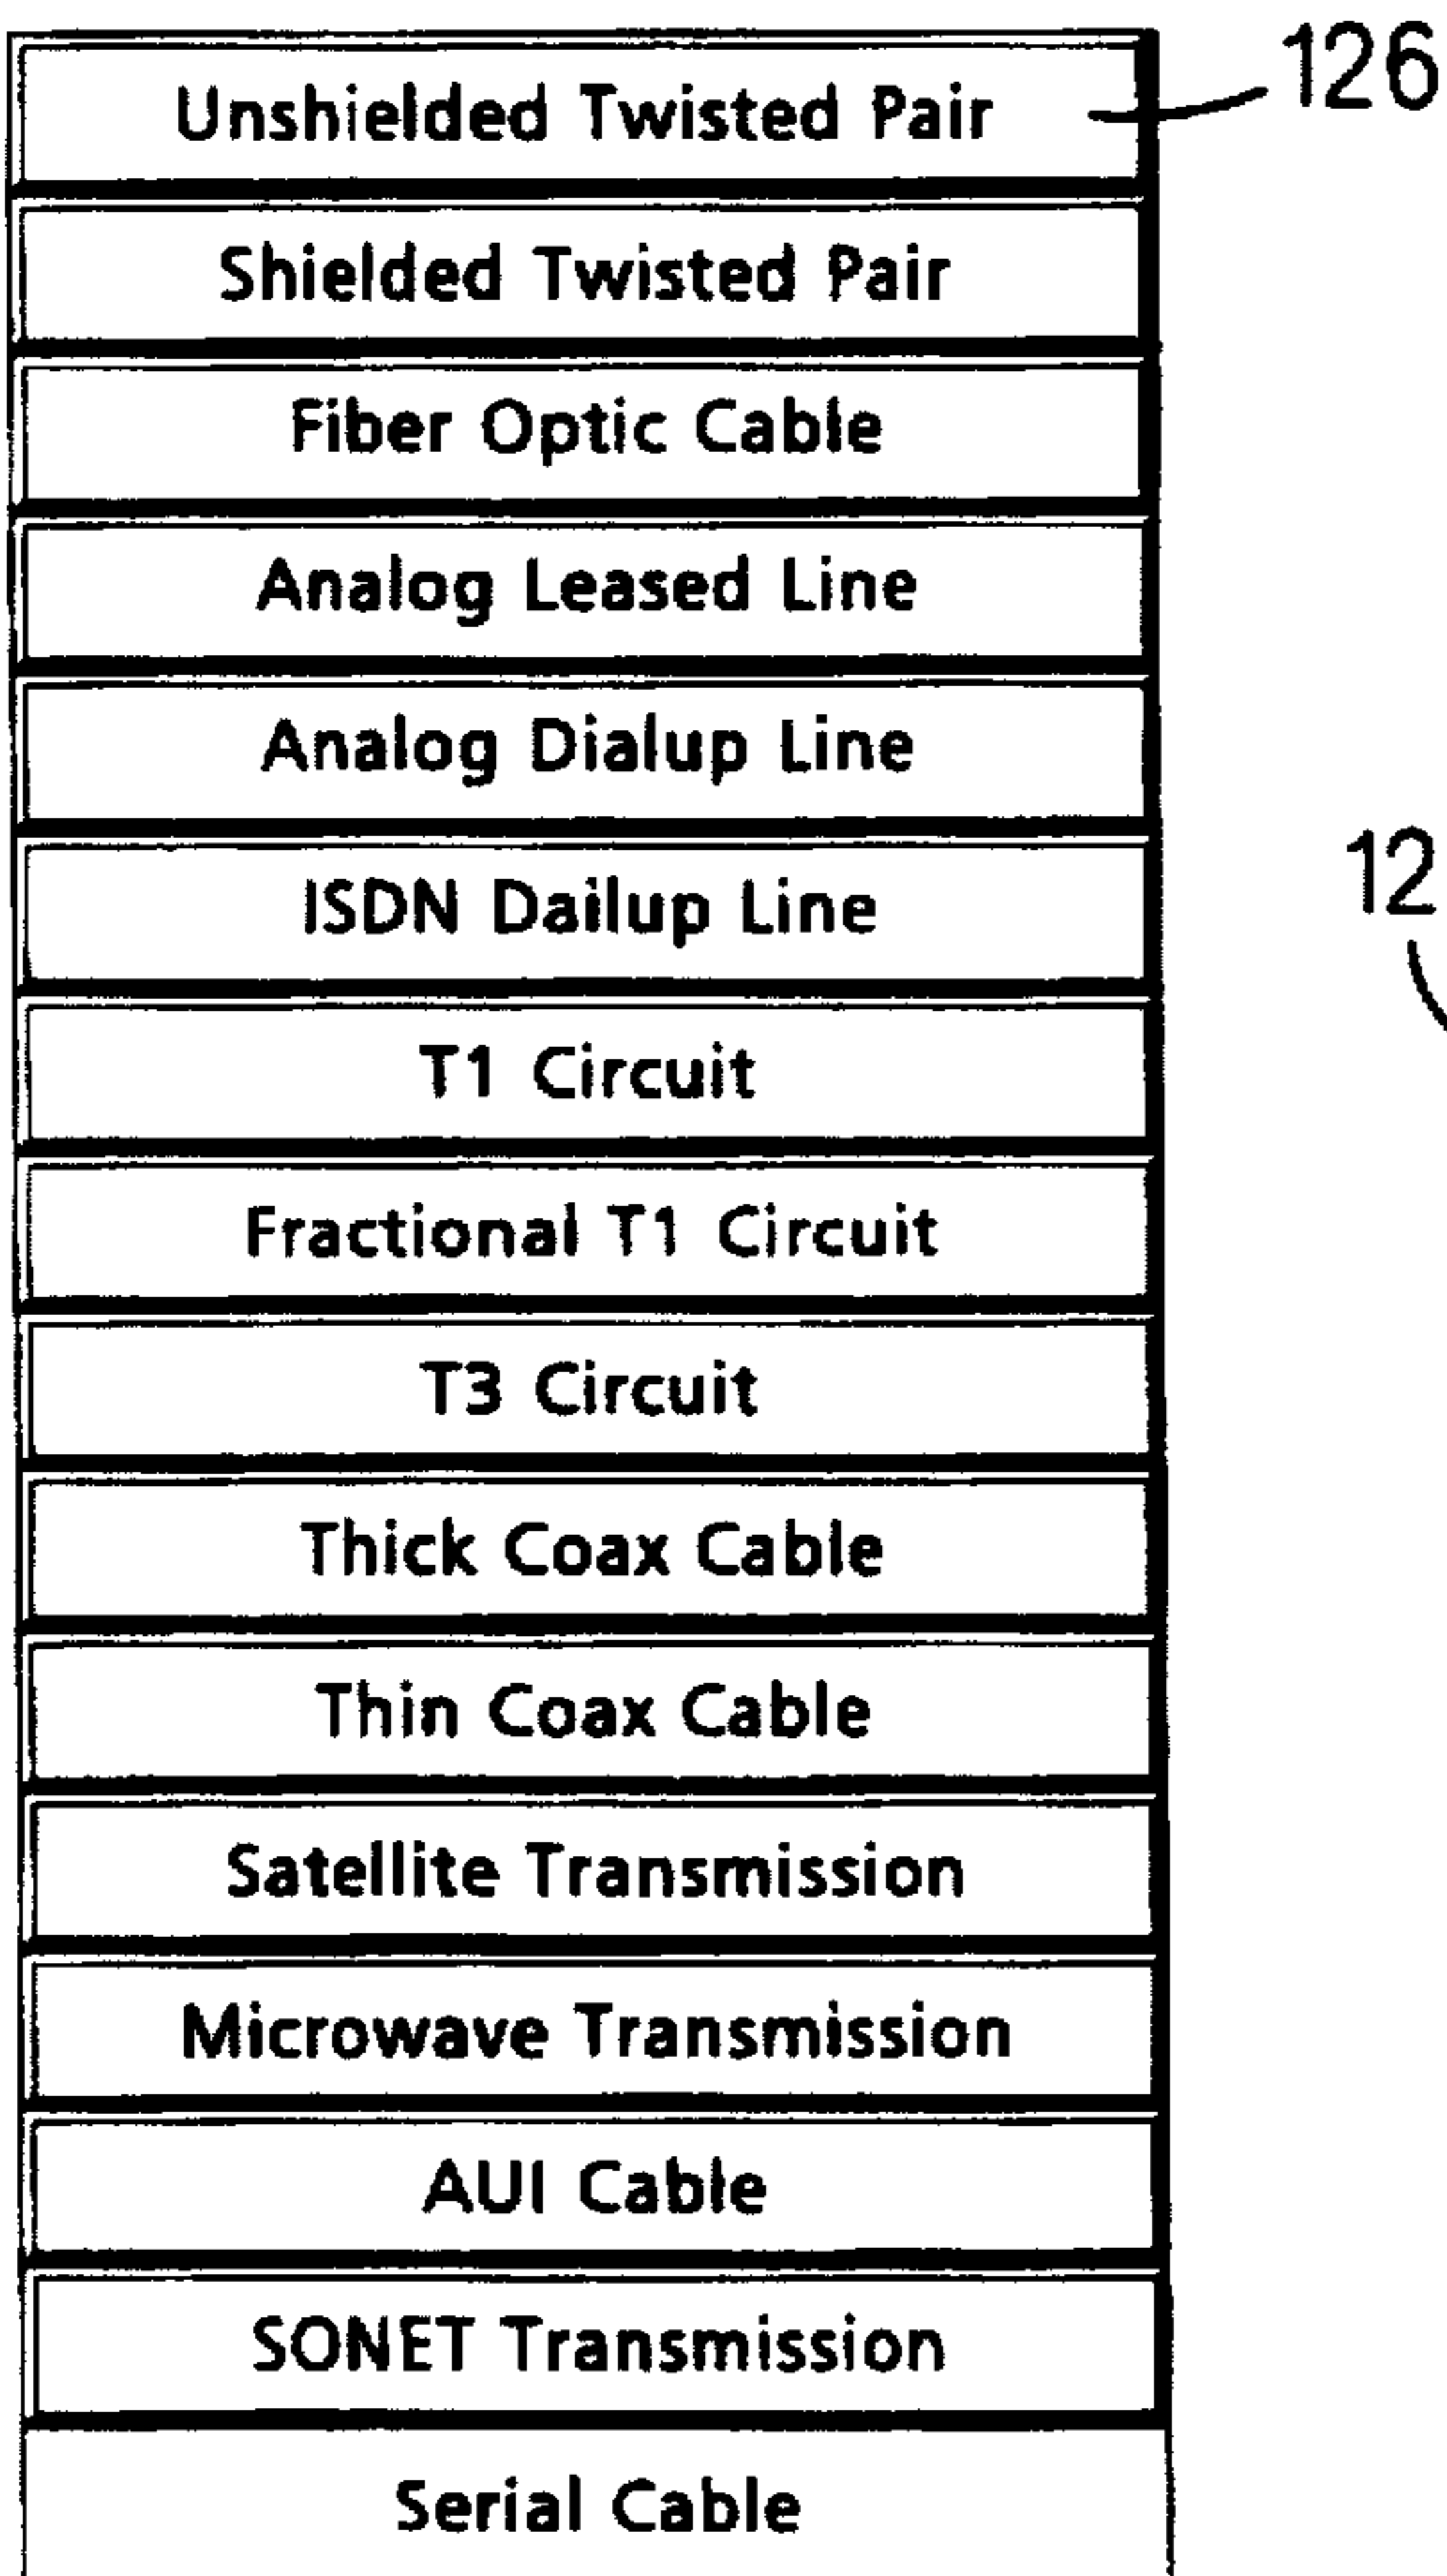 Unshielded Twisted Pair
126
Shielded Twisted Pair
Fiber Optic Cable
Analog Leased Line
Analog Dialup Line
12
ISDN Dailup Line
T1 Circuit
Fractional T1 Circuit
T3 Circuit
Thick Coax Cable
Thin Coax Cable
Satellite Transmission
Microwave Transmission
AUI Cable
SONET Transmission
Serial Cable